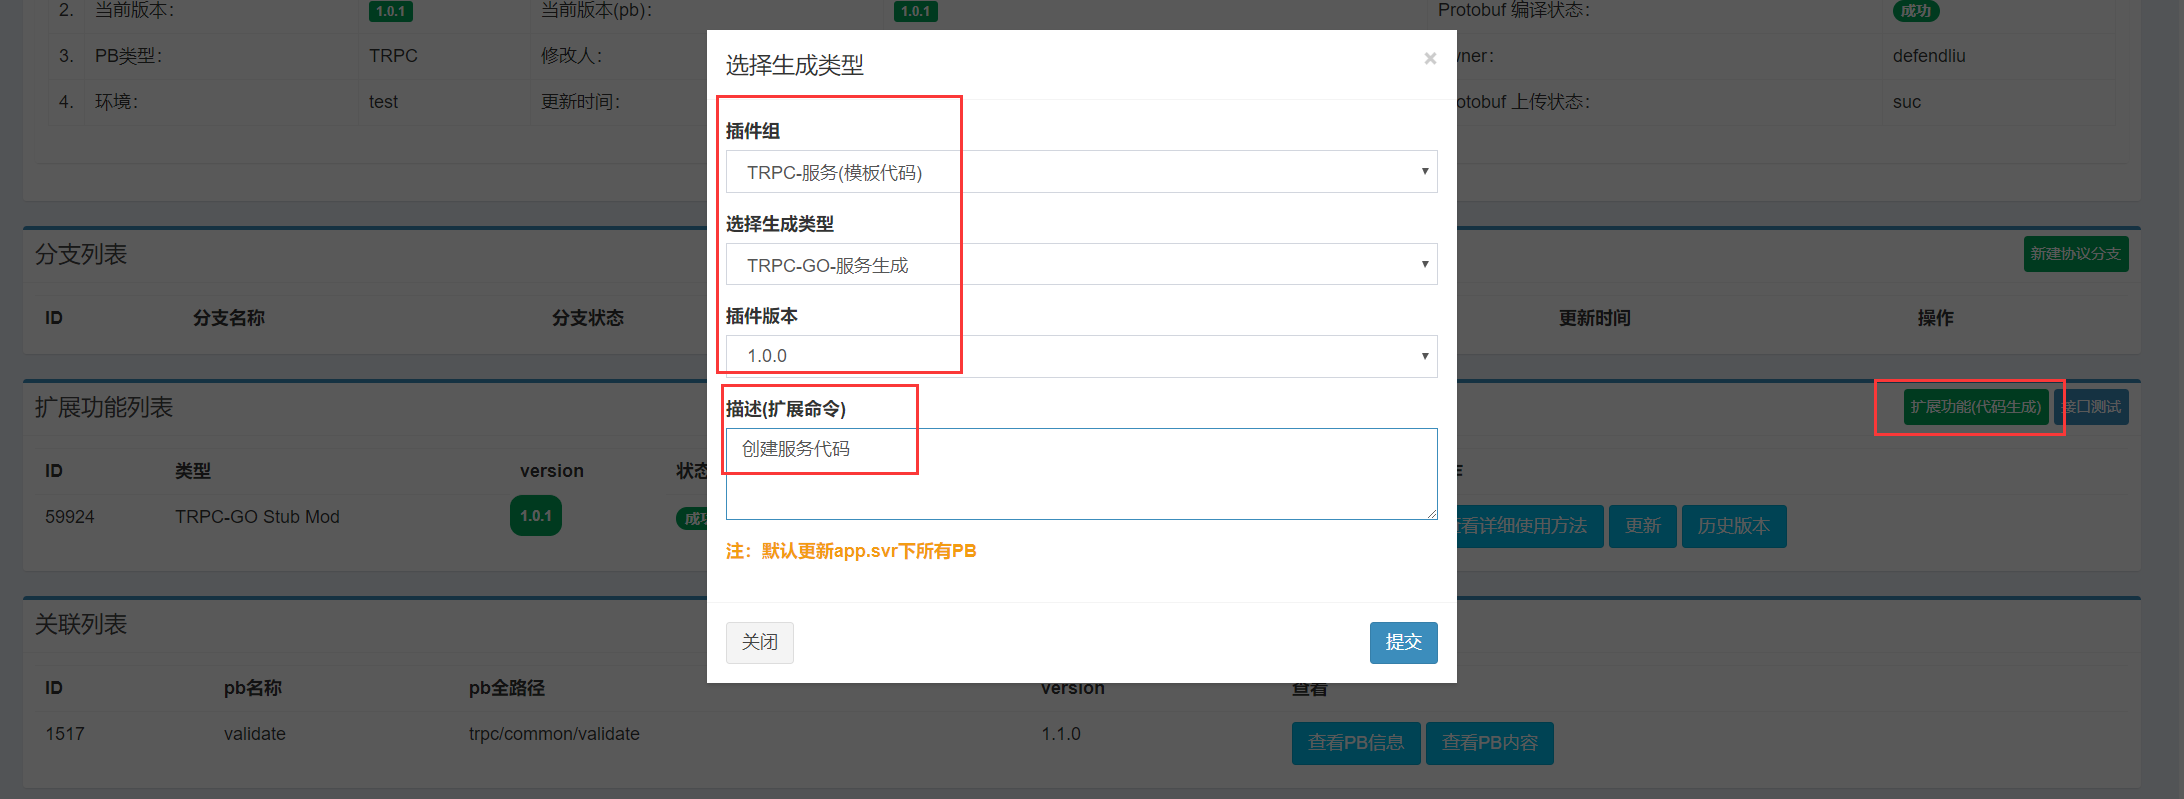 2. 当前版本: 1.0.1 当前版本(pb): 1.0.1 Protobuf 编译状态: 成功
3. PB类型: TRPC 修改人: wner: defendliu
4. 环境: test 更新时间: otobuf 上传状态: suc
选择生成类型 ×
插件组
TRPC-服务(模板代码)
选择生成类型
TRPC-GO-服务生成
插件版本
1.0.0
描述(扩展命令)
创建服务代码
注：默认更新app.svr下所有PB
关闭 提交
分支列表 新建协议分支
ID 分支名称 分支状态 更新时间 操作
扩展功能列表 扩展功能(代码生成) 接口测试
ID 类型 version 状态
59924 TRPC-GO Stub Mod 1.0.1 成功 查看详细使用方法 更新 历史版本
关联列表
ID pb名称 pb全路径 version 查看
1517 validate trpc/common/validate 1.1.0 查看PB信息 查看PB内容